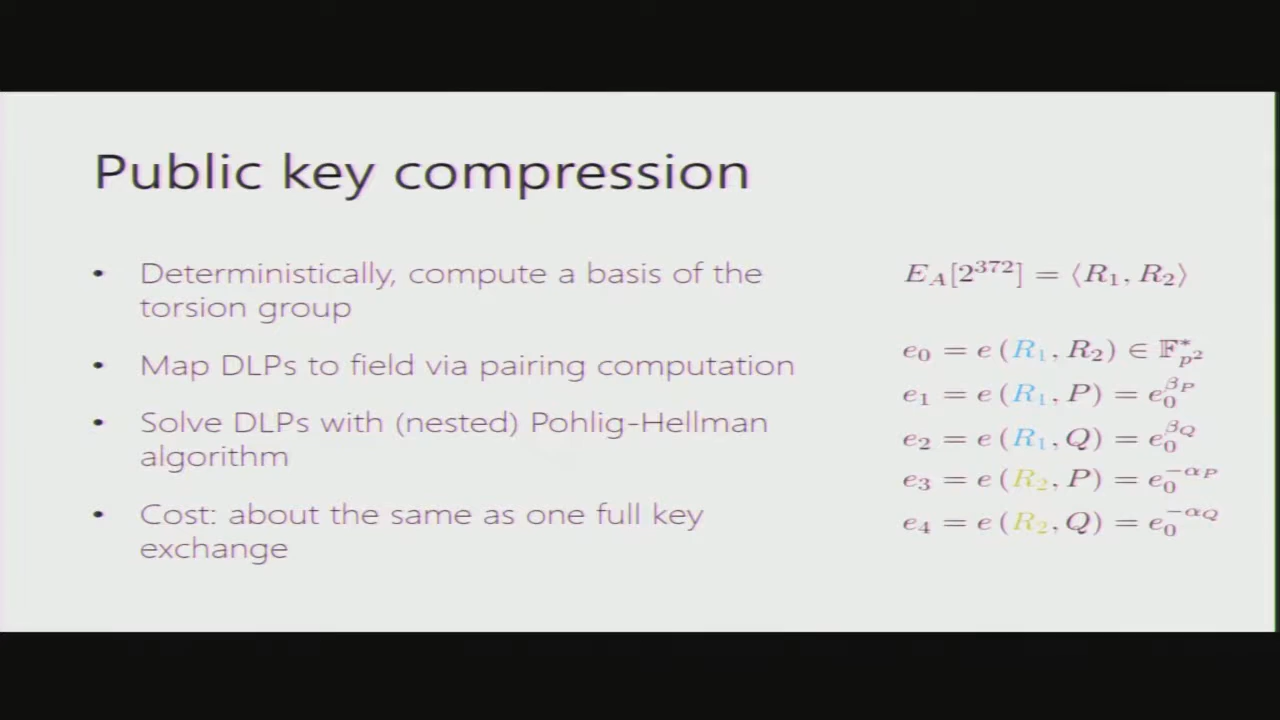 Public key compression
• Deterministically, compute a basis of the
torsion group
• Map DLPs to field via pairing computation
• Solve DLPs with (nested) Pohlig-Hellman
algorithm
• Cost: about the same as one full key
exchange
E_A[2^{372}] = ⟨R_1, R_2⟩
e_0 = e (R_1, R_2) ∈ 𝔽^*_{p^2}
e_1 = e (R_1, P) = e_0^{β_P}
e_2 = e (R_1, Q) = e_0^{β_Q}
e_3 = e (R_2, P) = e_0^{−α_P}
e_4 = e (R_2, Q) = e_0^{−α_Q}